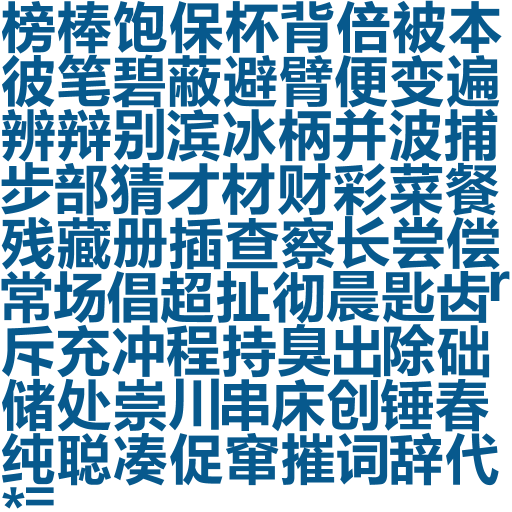 榜棒饱保杯背倍被本
彼笔碧蔽避臂便变遍
辨辩别滨冰柄并波捕
步部猜才材财彩菜餐
残藏册插查察长尝偿
常场倡超扯彻晨匙齿r
斥充冲程持臭出除础
储处崇川串床创锤春
纯聪凑促窜摧词辞代
*=